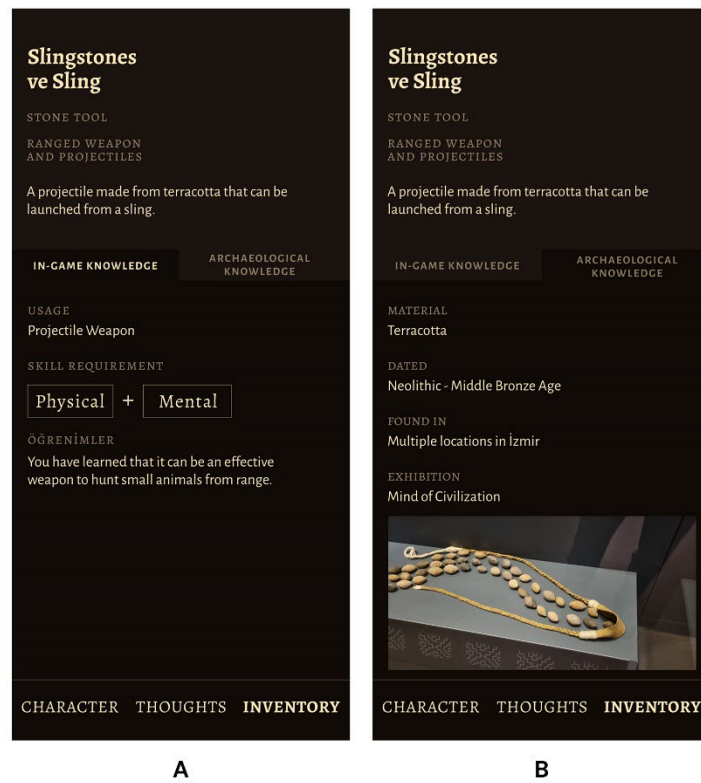 Slingstones
ve Sling
STONE TOOL
RANGED WEAPON
AND PROJECTILES
A projectile made from terracotta that can be
launched from a sling.
IN-GAME KNOWLEDGE
ARCHAEOLOGICAL
KNOWLEDGE
USAGE
Projectile Weapon
SKILL REQUIREMENT
Physical + Mental
ÖĞRENİMLER
You have learned that it can be an effective
weapon to hunt small animals from range.
CHARACTER THOUGHTS INVENTORY
A
Slingstones
ve Sling
STONE TOOL
RANGED WEAPON
AND PROJECTILES
A projectile made from terracotta that can be
launched from a sling.
IN-GAME KNOWLEDGE
ARCHAEOLOGICAL
KNOWLEDGE
MATERIAL
Terracotta
DATED
Neolithic - Middle Bronze Age
FOUND IN
Multiple locations in İzmir
EXHIBITION
Mind of Civilization
CHARACTER THOUGHTS INVENTORY
B